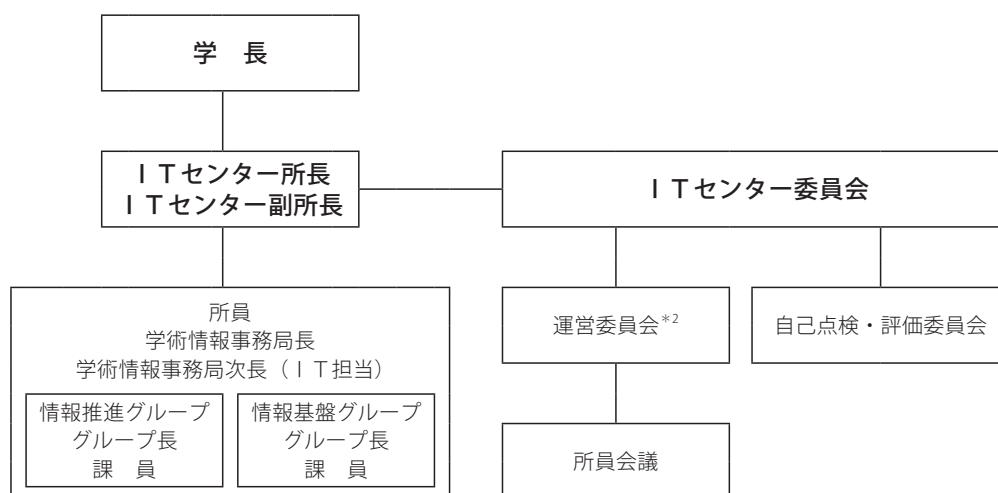 学　長
ＩＴセンター所長
ＩＴセンター副所長
ＩＴセンター委員会
所員
学術情報事務局長
学術情報事務局次長（ＩＴ担当）
情報推進グループ
グループ長
課　員
情報基盤グループ
グループ長
課　員
運営委員会*2
自己点検・評価委員会
所員会議